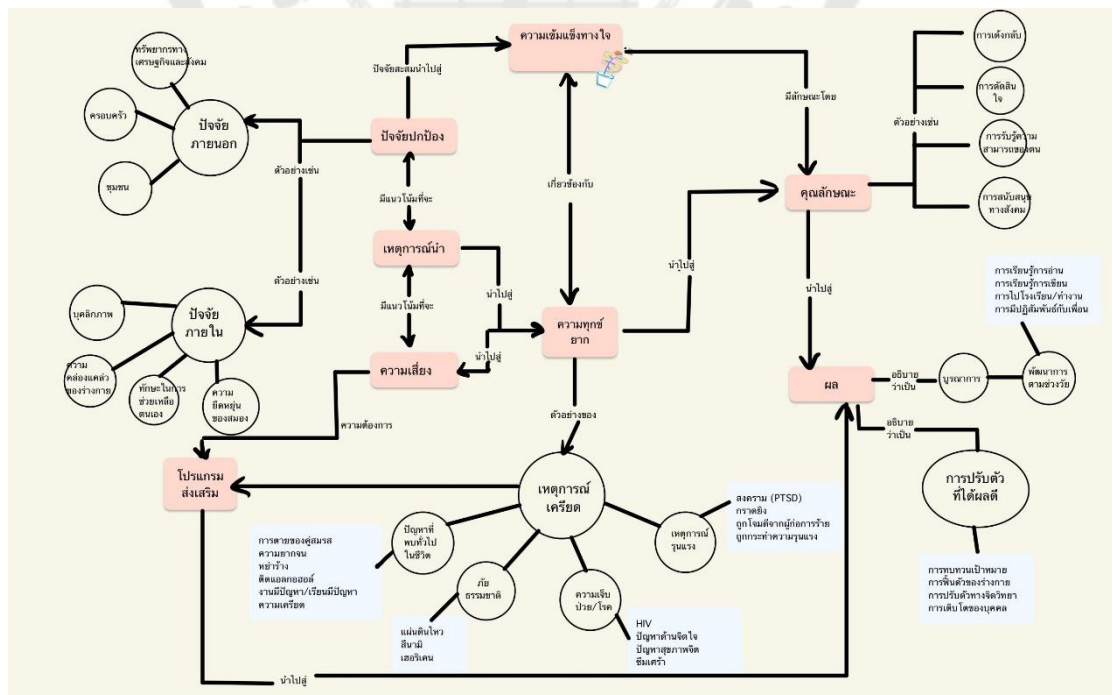 ความเข้มแข็งทางใจ
ปัจจัยสะสมนำไปสู่
ปัจจัยปกป้อง
ทรัพยากรทาง
เศรษฐกิจและสังคม
ครอบครัว
ชุมชน
ปัจจัย
ภายนอก
ตัวอย่างเช่น
ตัวอย่างเช่น
บุคลิกภาพ
ปัจจัย
ภายใน
ความ
คล่องแคล่ว
ของร่างกาย
ทักษะในการ
ช่วยเหลือ
ตนเอง
ความ
ยืดหยุ่น
ของสมอง
มีแนวโน้มที่จะ
เหตุการณ์นำ
มีแนวโน้มที่จะ
ความเสี่ยง
นำไปสู่
นำไปสู่
เกี่ยวข้องกับ
ความทุกข์
ยาก
นำไปสู่
มีลักษณะโดย
คุณลักษณะ
ตัวอย่างเช่น
การเด้งกลับ
การตัดสิน
ใจ
การรับรู้ความ
สามารถของตน
การสนับสนุน
ทางสังคม
นำไปสู่
ผล
อธิบาย
ว่าเป็น
บูรณาการ
พัฒนาการ
ตามช่วงวัย
การเรียนรู้การอ่าน
การเรียนรู้การเขียน
การไปโรงเรียน/ทำงาน
การมีปฏิสัมพันธ์กับเพื่อน
อธิบาย
ว่าเป็น
การปรับตัว
ที่ได้ผลดี
การทบทวนเป้าหมาย
การฟื้นตัวของร่างกาย
การปรับตัวทางจิตวิทยา
การเติบโตของบุคคล
ความต้องการ
โปรแกรม
ส่งเสริม
ตัวอย่างของ
เหตุการณ์
เครียด
ปัญหาที่
พบทั่วไป
ในชีวิต
การตายของคู่สมรส
ความยากจน
หย่าร้าง
ติดแอลกอฮอล์
งานมีปัญหา/เรียนมีปัญหา
ความเครียด
ภัย
ธรรมชาติ
แผ่นดินไหว
สึนามิ
เฮอริเคน
ความเจ็บ
ป่วย/โรค
HIV
ปัญหาด้านจิตใจ
ปัญหาสุขภาพจิต
ซึมเศร้า
เหตุการณ์
รุนแรง
สงคราม (PTSD)
กราดยิง
ถูกโจมตีจากผู้ก่อการร้าย
ถูกกระทำความรุนแรง
นำไปสู่